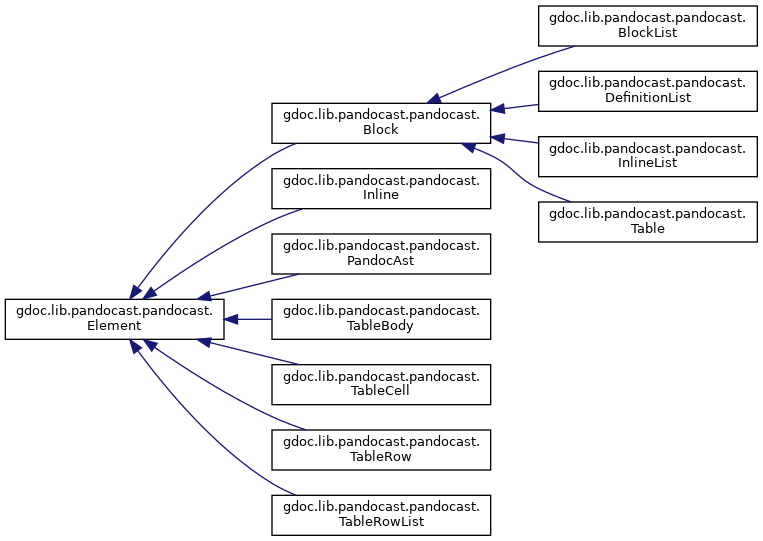 gdoc.lib.pandocast.pandocast.
BlockList
gdoc.lib.pandocast.pandocast.
DefinitionList
gdoc.lib.pandocast.pandocast.
Block
gdoc.lib.pandocast.pandocast.
InlineList
gdoc.lib.pandocast.pandocast.
Inline
gdoc.lib.pandocast.pandocast.
Table
gdoc.lib.pandocast.pandocast.
PandocAst
gdoc.lib.pandocast.pandocast.
Element
gdoc.lib.pandocast.pandocast.
TableBody
gdoc.lib.pandocast.pandocast.
TableCell
gdoc.lib.pandocast.pandocast.
TableRow
gdoc.lib.pandocast.pandocast.
TableRowList